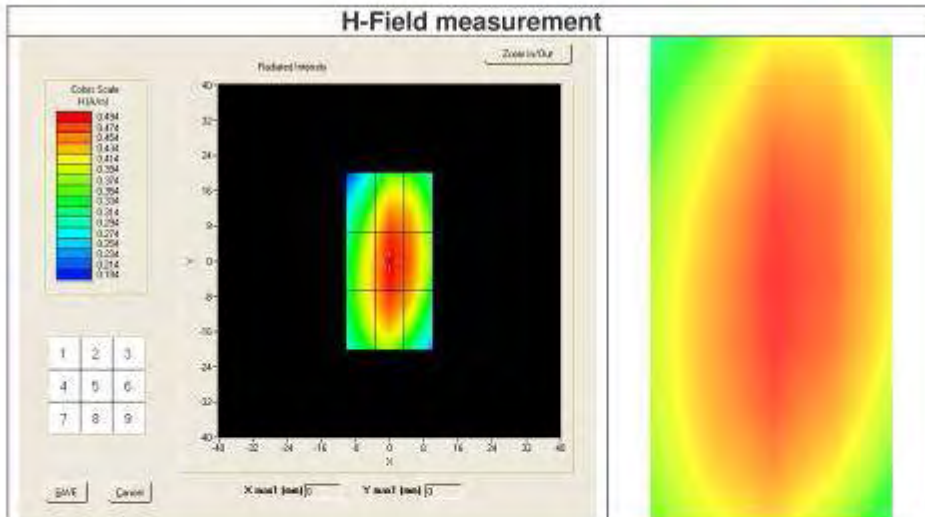 H-Field measurement
Zoom In/Out
Radiated Intensity
Color Scale
H (A/m)
0.494
0.474
0.454
0.434
0.414
0.394
0.374
0.354
0.334
0.314
0.294
0.274
0.254
0.234
0.214
0.194
40
32
24
16
8
0
-8
-16
-24
-32
-40
Y
-40 -32 -24 -16 -8 0 8 16 24 32 40
X
1 2 3
4 5 6
7 8 9
SAVE Cancel
X max1 (mm) 0 Y max1 (mm) 0